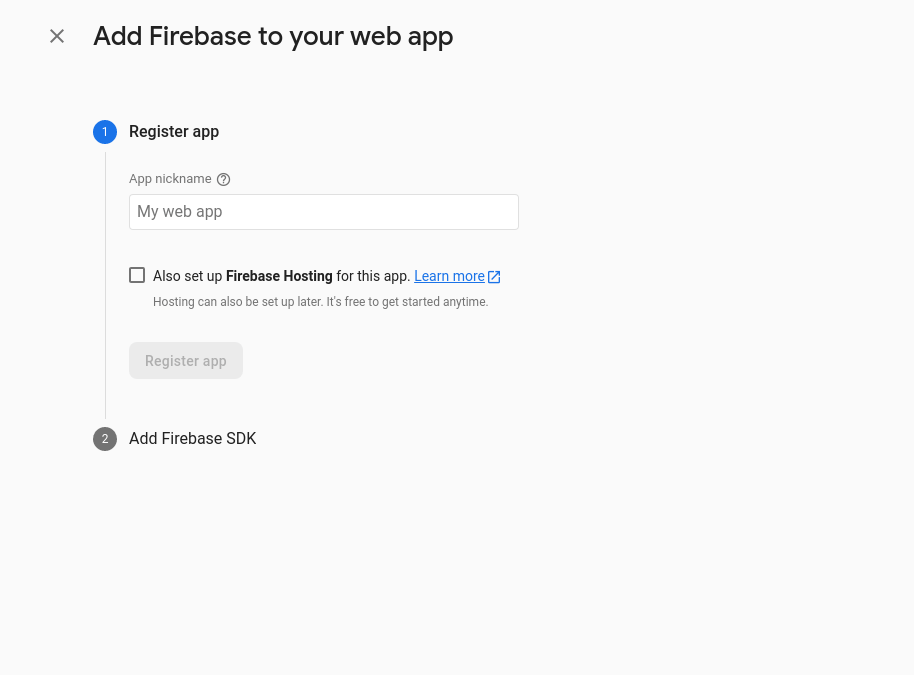 Add Firebase to your web app
1 Register app
App nickname
My web app
Also set up Firebase Hosting for this app. Learn more
Hosting can also be set up later. It's free to get started anytime.
Register app
2 Add Firebase SDK